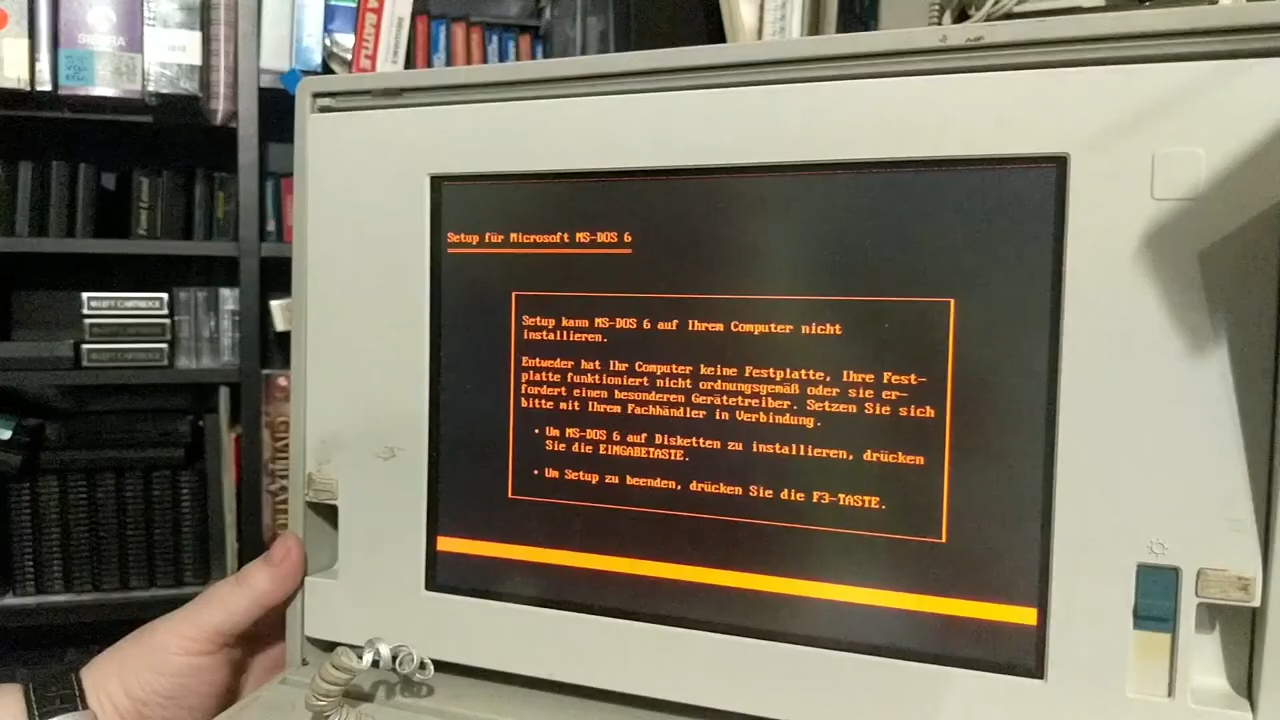 SIERRA
A BATTLE
Setup für Microsoft MS-DOS 6
Setup kann MS-DOS 6 auf Ihrem Computer nicht
installieren.
Entweder hat Ihr Computer keine Festplatte, Ihre Fest-
platte funktioniert nicht ordnungsgemäß oder sie er-
fordert einen besonderen Gerätetreiber. Setzen Sie sich
bitte mit Ihrem Fachhändler in Verbindung.
• Um MS-DOS 6 auf Disketten zu installieren, drücken
Sie die EINGABETASTE.
• Um Setup zu beenden, drücken Sie die F3-TASTE.